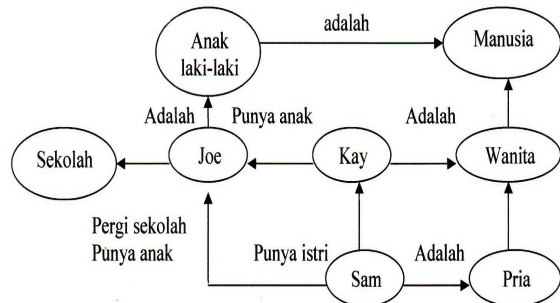 adalah
Anak
laki-laki
Manusia
Adalah
Punya anak
Adalah
Sekolah
Joe
Kay
Wanita
Pergi sekolah
Punya anak
Punya istri
Adalah
Sam
Pria